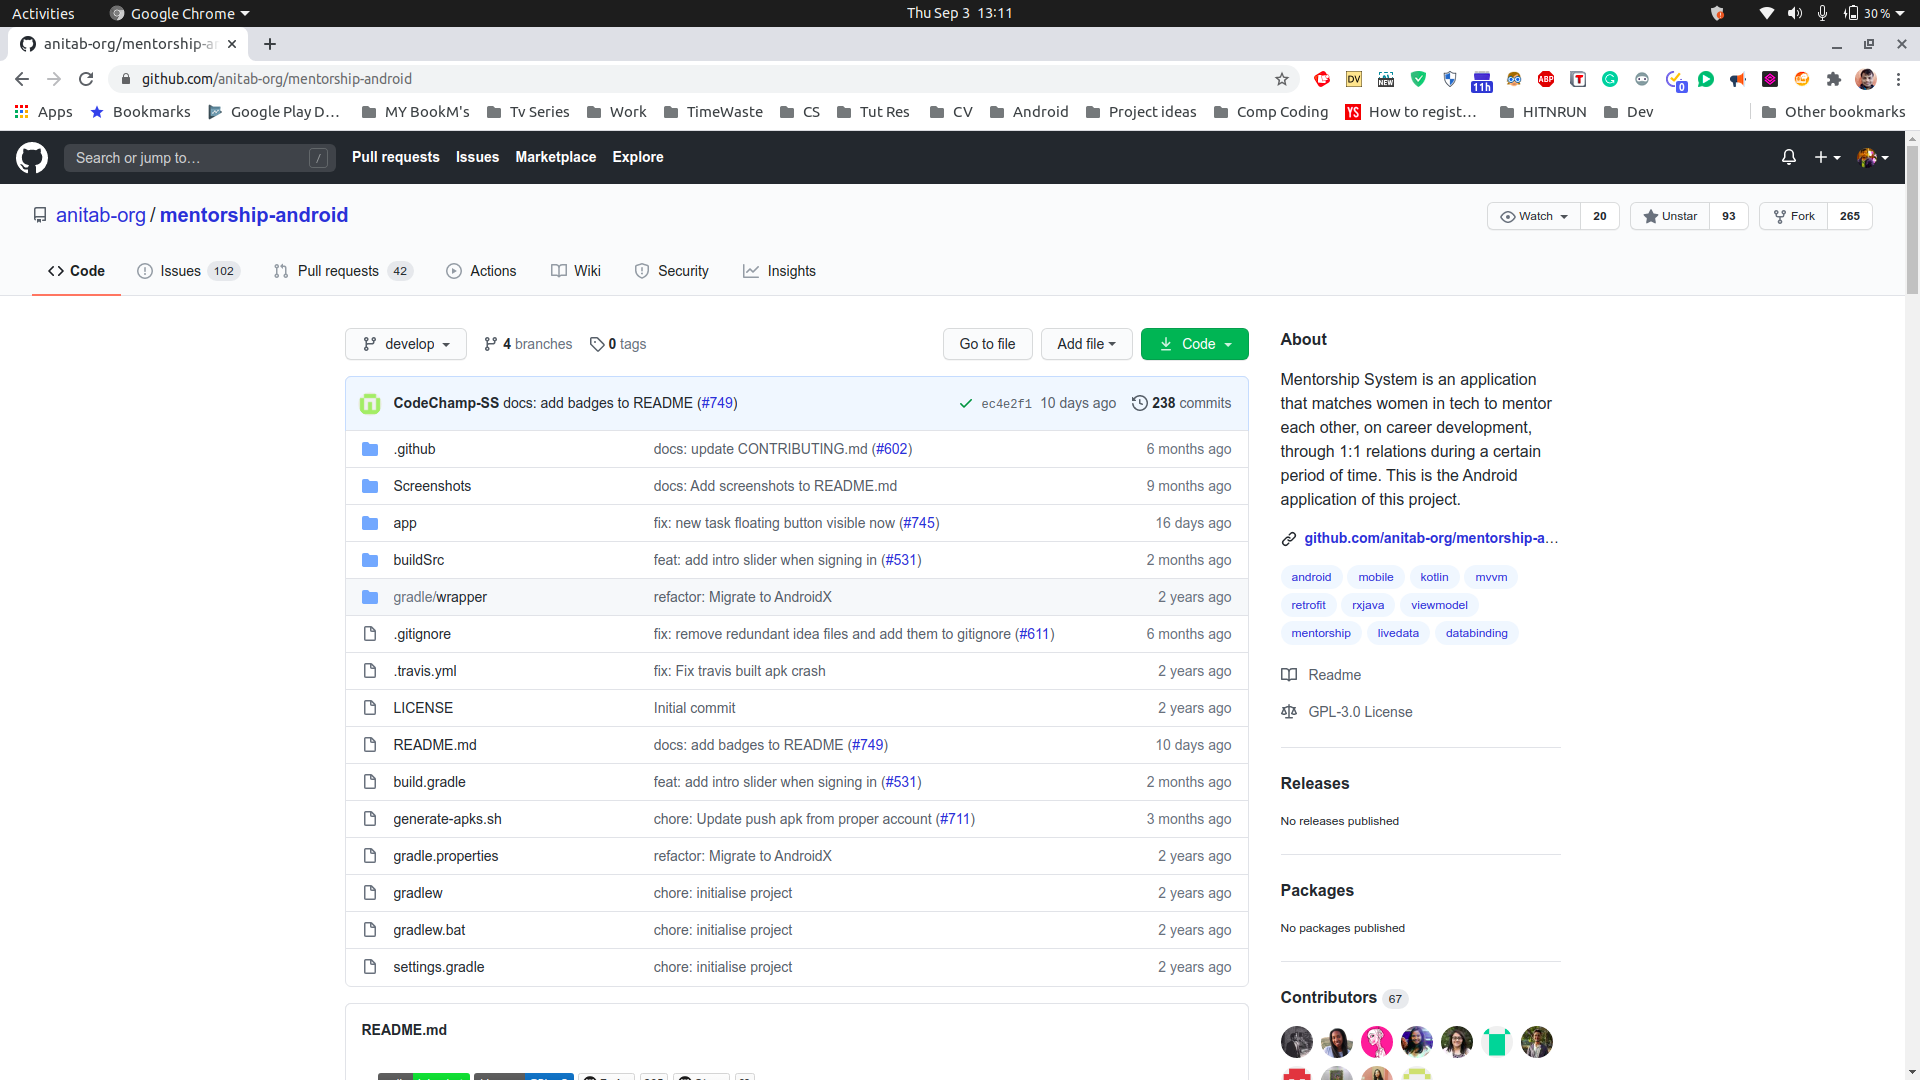 Activities
Google Chrome
Thu Sep 3 13:11
30 %
anitab-org/mentorship-a
github.com/anitab-org/mentorship-android
DV
NEW
11h
ABP
T
0
Apps
Bookmarks
Google Play D…
MY BookM's
Tv Series
Work
TimeWaste
CS
Tut Res
CV
Android
Project ideas
Comp Coding
YS
How to regist…
HITNRUN
Dev
Other bookmarks
Search or jump to…
/
Pull requests
Issues
Marketplace
Explore
anitab-org / mentorship-android
Watch 20
Unstar 93
Fork 265
Code
Issues 102
Pull requests 42
Actions
Wiki
Security
Insights
develop
4 branches
0 tags
Go to file
Add file
Code
CodeChamp-SS docs: add badges to README (#749)
ec4e2f1 10 days ago
238 commits
.github docs: update CONTRIBUTING.md (#602) 6 months ago
Screenshots docs: Add screenshots to README.md 9 months ago
app fix: new task floating button visible now (#745) 16 days ago
buildSrc feat: add intro slider when signing in (#531) 2 months ago
gradle/wrapper refactor: Migrate to AndroidX 2 years ago
.gitignore fix: remove redundant idea files and add them to gitignore (#611) 6 months ago
.travis.yml fix: Fix travis built apk crash 2 years ago
LICENSE Initial commit 2 years ago
README.md docs: add badges to README (#749) 10 days ago
build.gradle feat: add intro slider when signing in (#531) 2 months ago
generate-apks.sh chore: Update push apk from proper account (#711) 3 months ago
gradle.properties refactor: Migrate to AndroidX 2 years ago
gradlew chore: initialise project 2 years ago
gradlew.bat chore: initialise project 2 years ago
settings.gradle chore: initialise project 2 years ago
README.md
About
Mentorship System is an application
that matches women in tech to mentor
each other, on career development,
through 1:1 relations during a certain
period of time. This is the Android
application of this project.
github.com/anitab-org/mentorship-a…
android mobile kotlin mvvm
retrofit rxjava viewmodel
mentorship livedata databinding
Readme
GPL-3.0 License
Releases
No releases published
Packages
No packages published
Contributors 67